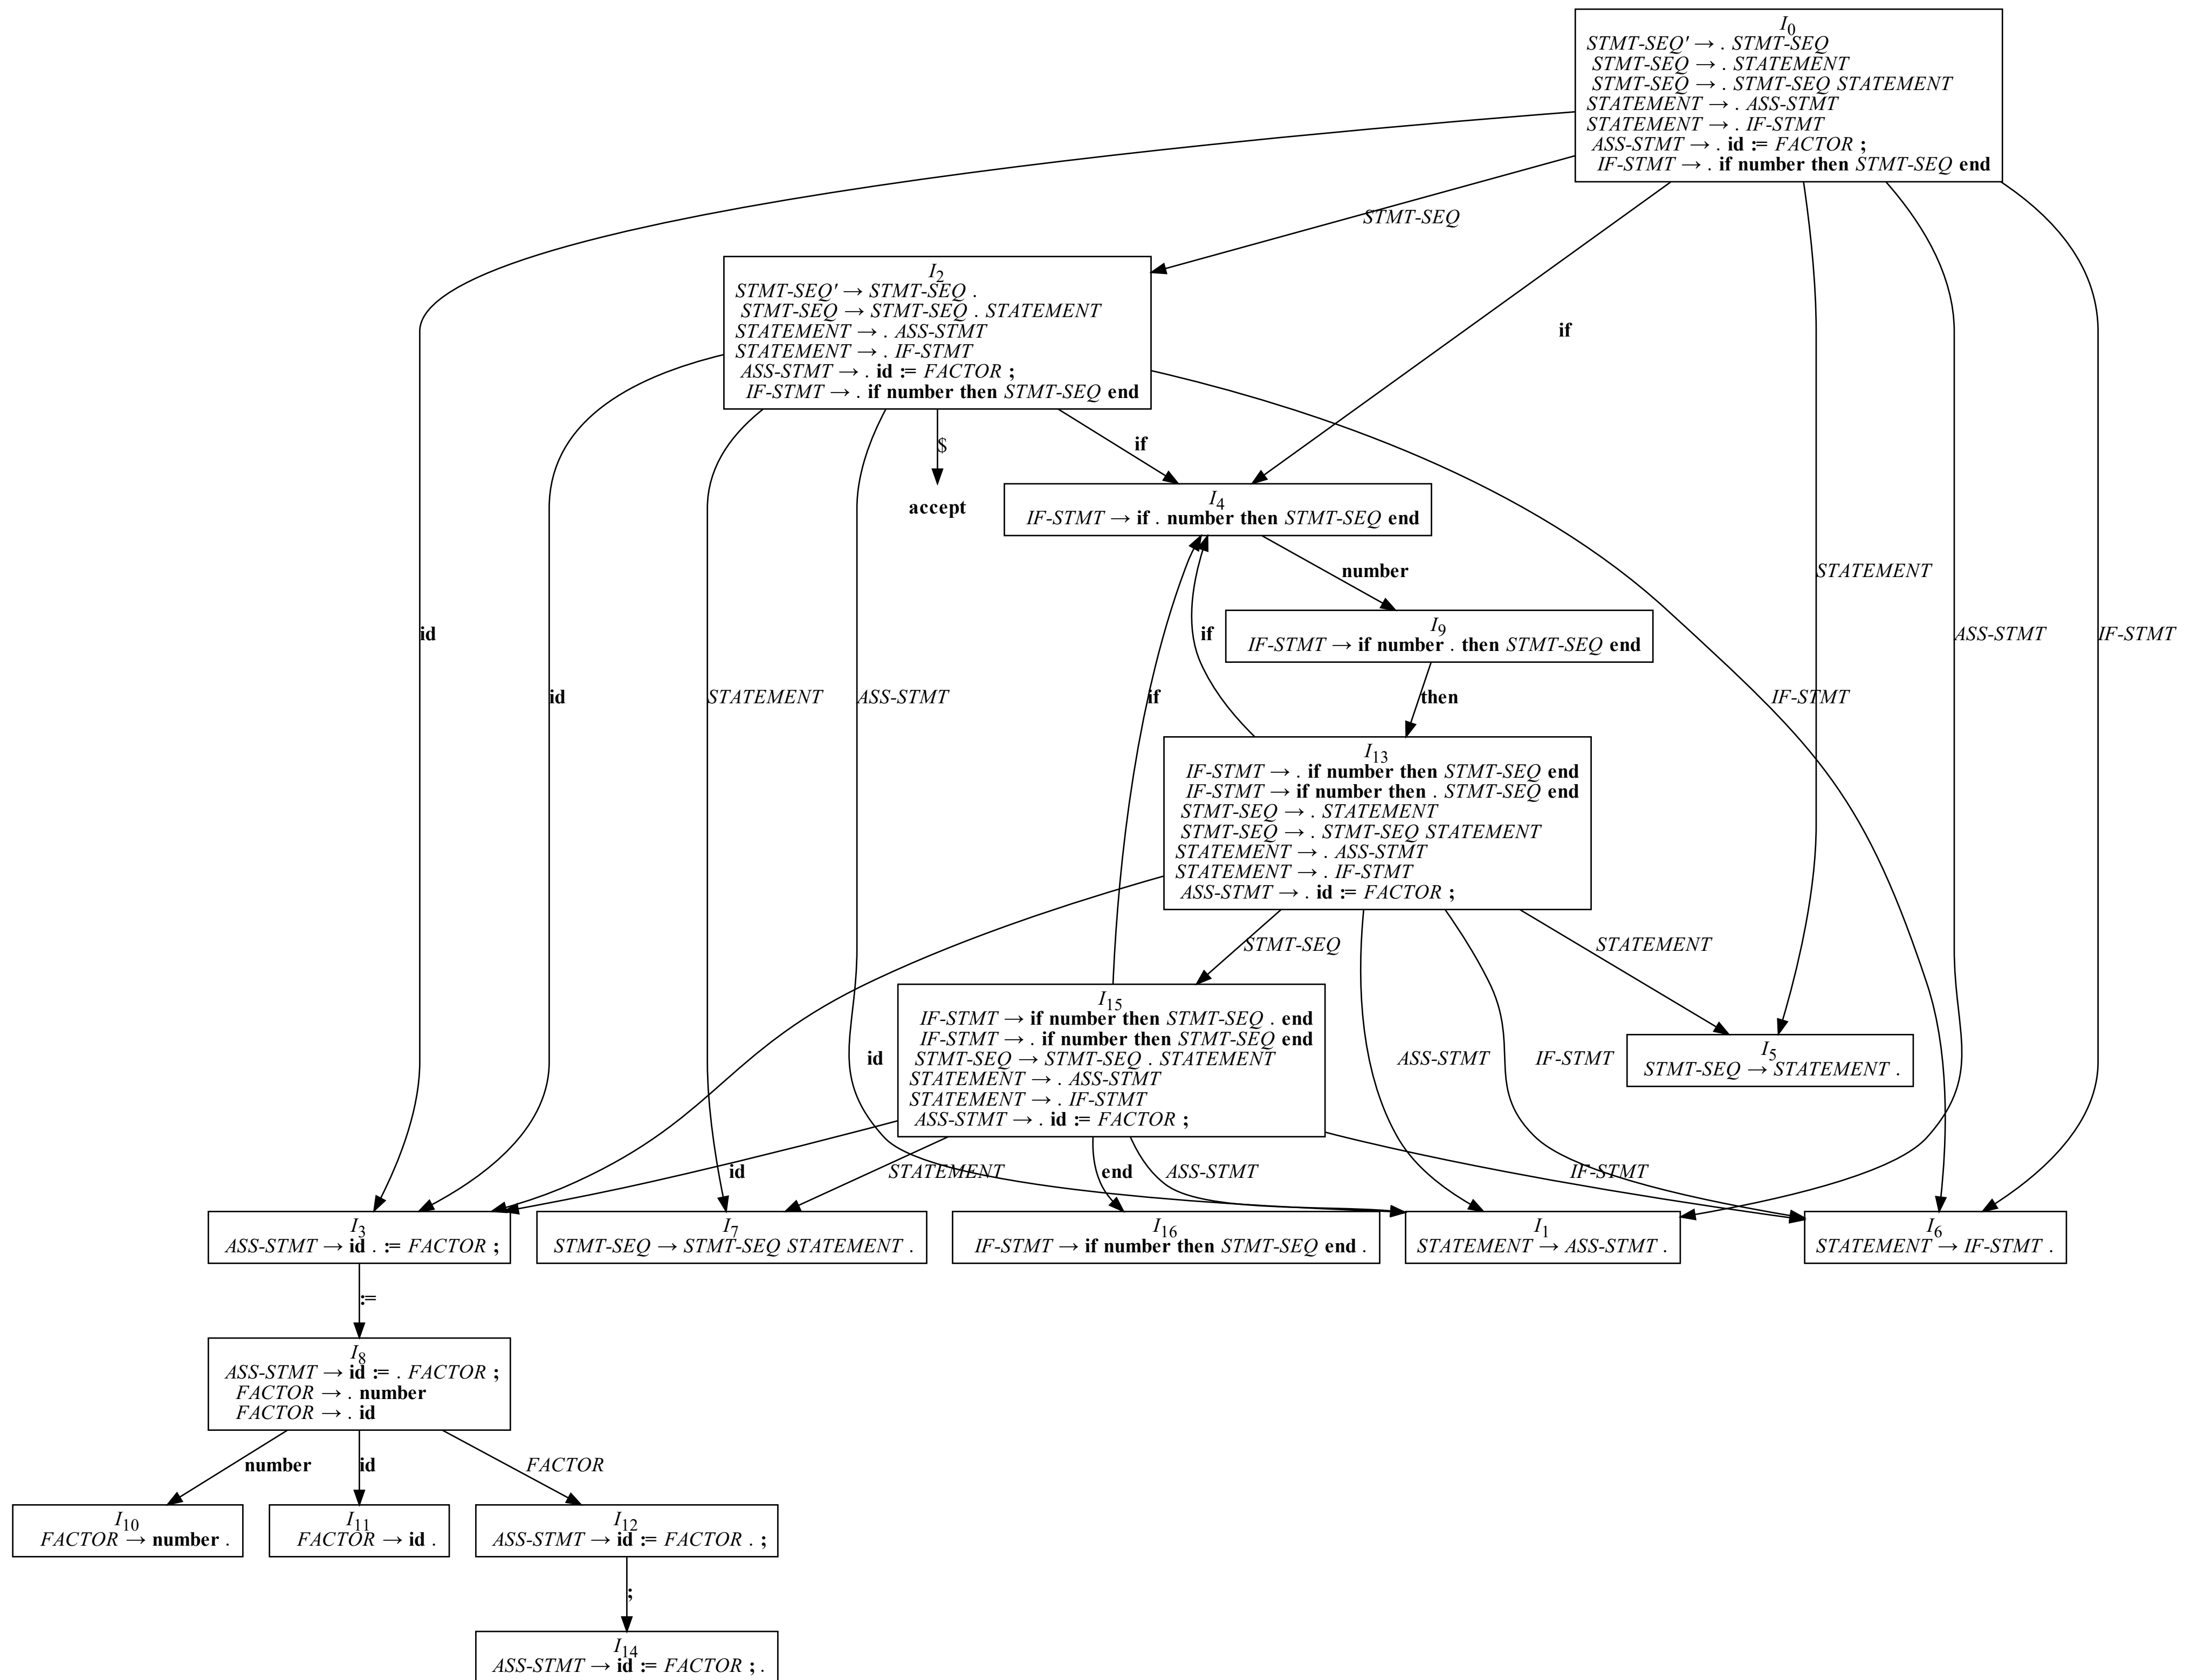 I0
STMT-SEQ' → . STMT-SEQ
STMT-SEQ → . STATEMENT
STMT-SEQ → . STMT-SEQ STATEMENT
STATEMENT → . ASS-STMT
STATEMENT → . IF-STMT
ASS-STMT → . id := FACTOR ;
IF-STMT → . if number then STMT-SEQ end
STMT-SEQ
I2
STMT-SEQ' → STMT-SEQ .
STMT-SEQ → STMT-SEQ . STATEMENT
STATEMENT → . ASS-STMT
STATEMENT → . IF-STMT
ASS-STMT → . id := FACTOR ;
IF-STMT → . if number then STMT-SEQ end
if
$
if
accept
I4
IF-STMT → if . number then STMT-SEQ end
number
STATEMENT
I9
IF-STMT → if number . then STMT-SEQ end
id
if
ASS-STMT
IF-STMT
id
STATEMENT
ASS-STMT
if
then
IF-STMT
I13
IF-STMT → . if number then STMT-SEQ end
IF-STMT → if number then . STMT-SEQ end
STMT-SEQ → . STATEMENT
STMT-SEQ → . STMT-SEQ STATEMENT
STATEMENT → . ASS-STMT
STATEMENT → . IF-STMT
ASS-STMT → . id := FACTOR ;
STMT-SEQ
STATEMENT
I15
IF-STMT → if number then STMT-SEQ . end
IF-STMT → . if number then STMT-SEQ end
STMT-SEQ → STMT-SEQ . STATEMENT
STATEMENT → . ASS-STMT
STATEMENT → . IF-STMT
ASS-STMT → . id := FACTOR ;
id
ASS-STMT
IF-STMT
I5
STMT-SEQ → STATEMENT .
id
STATEMENT
end
ASS-STMT
IF-STMT
I3
ASS-STMT → id . := FACTOR ;
I7
STMT-SEQ → STMT-SEQ STATEMENT .
I16
IF-STMT → if number then STMT-SEQ end .
I1
STATEMENT → ASS-STMT .
I6
STATEMENT → IF-STMT .
:=
I8
ASS-STMT → id := . FACTOR ;
FACTOR → . number
FACTOR → . id
number
id
FACTOR
I10
FACTOR → number .
I11
FACTOR → id .
I12
ASS-STMT → id := FACTOR . ;
;
I14
ASS-STMT → id := FACTOR ; .